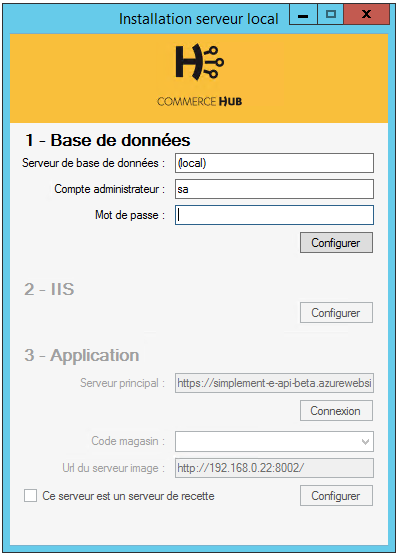 Installation serveur local
COMMERCE HUB
1 - Base de données
Serveur de base de données : (local)
Compte administrateur : sa
Mot de passe :
Configurer
2 - IIS
Configurer
3 - Application
Serveur principal : https://simplement-e-api-beta.azurewebsi
Connexion
Code magasin :
Url du serveur image : http://192.168.0.22:8002/
Ce serveur est un serveur de recette Configurer